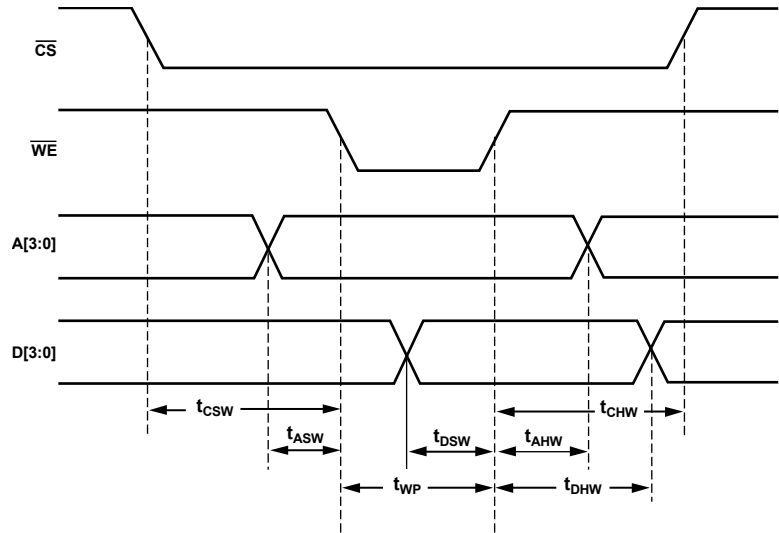 CS
WE
A[3:0]
D[3:0]
tCSW
tCHW
tASW
tDSW
tAHW
tWP
tDHW